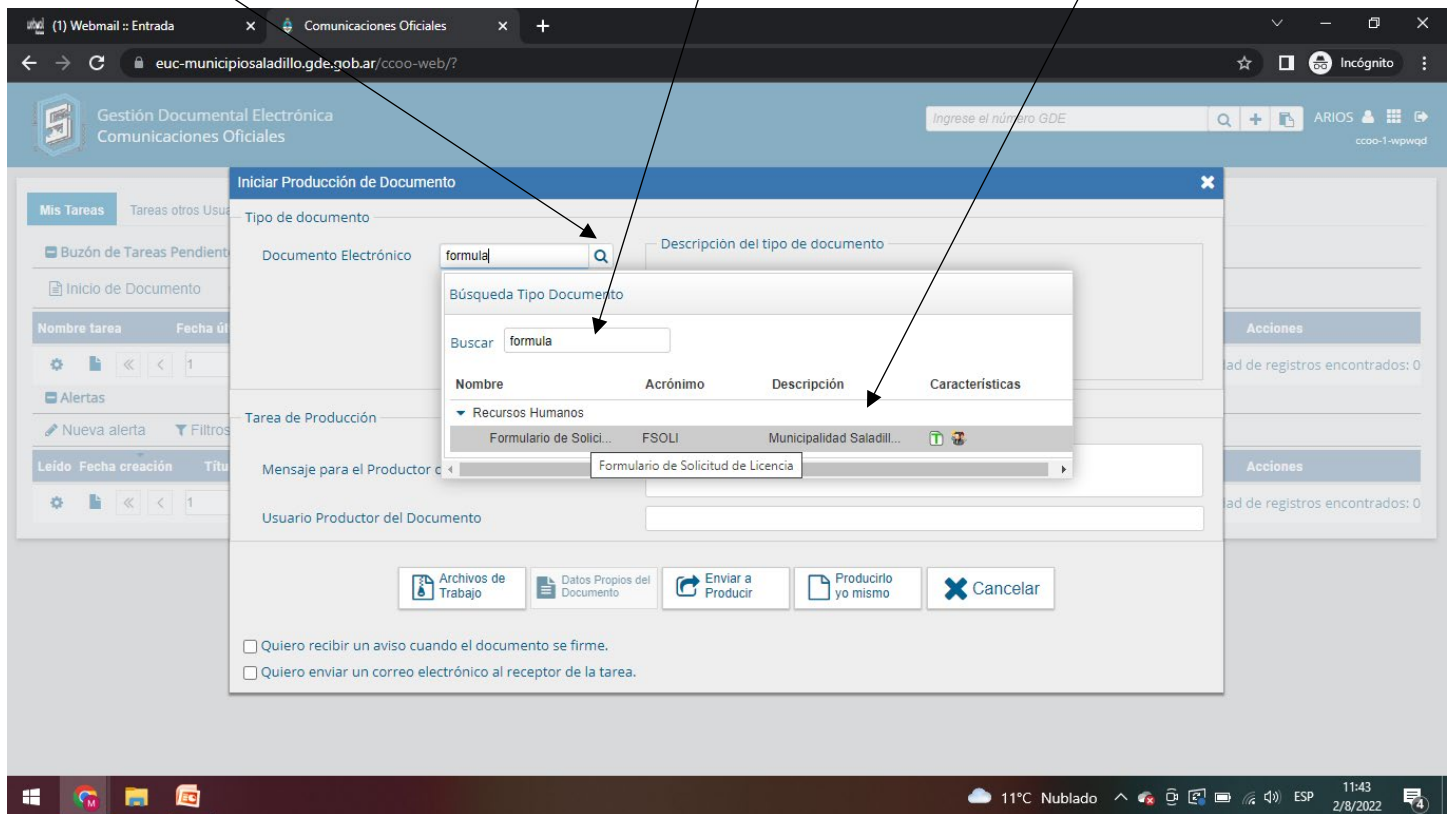 (1) Webmail :: Entrada
Comunicaciones Oficiales
euc-municipiosaladillo.gde.gob.ar/ccoo-web/?
Incógnito
Gestión Documental Electrónica
Comunicaciones Oficiales
Ingrese el número GDE
ARIOS
ccoo-1-wpwqd
Iniciar Producción de Documento
Mis Tareas Tareas otros Usua
Tipo de documento
Buzón de Tareas Pendient
Documento Electrónico formula
Descripción del tipo de documento
Inicio de Documento
Búsqueda Tipo Documento
Nombre tarea Fecha úl
Acciones
Buscar formula
1
dad de registros encontrados: 0
Nombre Acrónimo Descripción Características
Alertas
Recursos Humanos
Tarea de Producción
Nueva alerta Filtros
Formulario de Solici... FSOLI Municipalidad Saladill...
Leído Fecha creación Títu
Mensaje para el Productor d
Formulario de Solicitud de Licencia
Acciones
1
dad de registros encontrados: 0
Usuario Productor del Documento
Archivos de Trabajo
Datos Propios del Documento
Enviar a Producir
Producirlo yo mismo
Cancelar
Quiero recibir un aviso cuando el documento se firme.
Quiero enviar un correo electrónico al receptor de la tarea.
11°C Nublado
ESP
11:43
2/8/2022
4